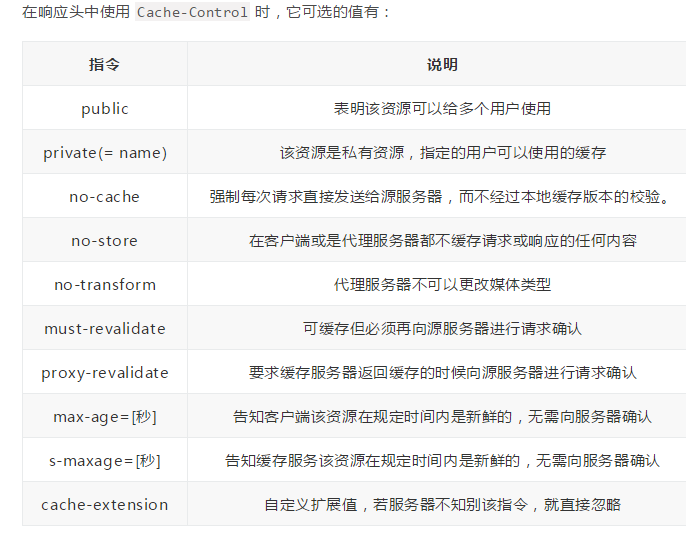 在响应头中使用 Cache-Control 时，它可选的值有：
指令 说明
public 表明该资源可以给多个用户使用
private(= name) 该资源是私有资源，指定的用户可以使用的缓存
no-cache 强制每次请求直接发送给源服务器，而不经过本地缓存版本的校验。
no-store 在客户端或是代理服务器都不缓存请求或响应的任何内容
no-transform 代理服务器不可以更改媒体类型
must-revalidate 可缓存但必须再向源服务器进行请求确认
proxy-revalidate 要求缓存服务器返回缓存的时候向源服务器进行请求确认
max-age=[秒] 告知客户端该资源在规定时间内是新鲜的，无需向服务器确认
s-maxage=[秒] 告知缓存服务该资源在规定时间内是新鲜的，无需向服务器确认
cache-extension 自定义扩展值，若服务器不知别该指令，就直接忽略